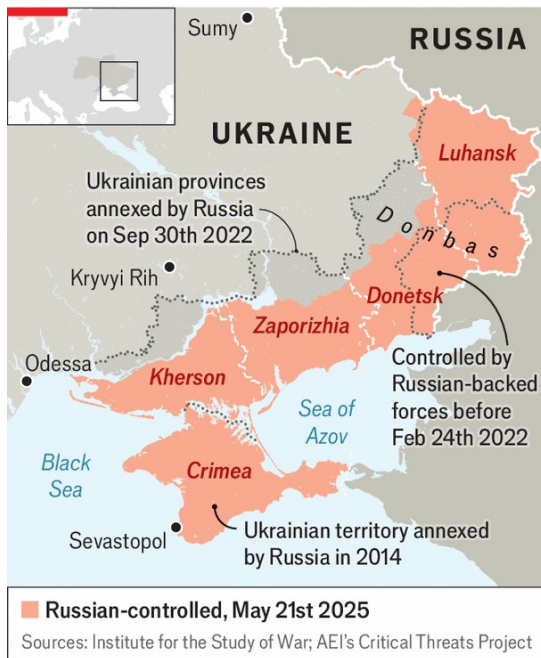 Sumy
RUSSIA
UKRAINE
Luhansk
Ukrainian provinces
annexed by Russia
on Sep 30th 2022
Donbas
Kryvyi Rih
Donetsk
Zaporizhia
Odessa
Kherson
Controlled by
Russian-backed
forces before
Feb 24th 2022
Sea of
Azov
Black
Sea
Crimea
Sevastopol
Ukrainian territory annexed
by Russia in 2014
Russian-controlled, May 21st 2025
Sources: Institute for the Study of War; AEI’s Critical Threats Project